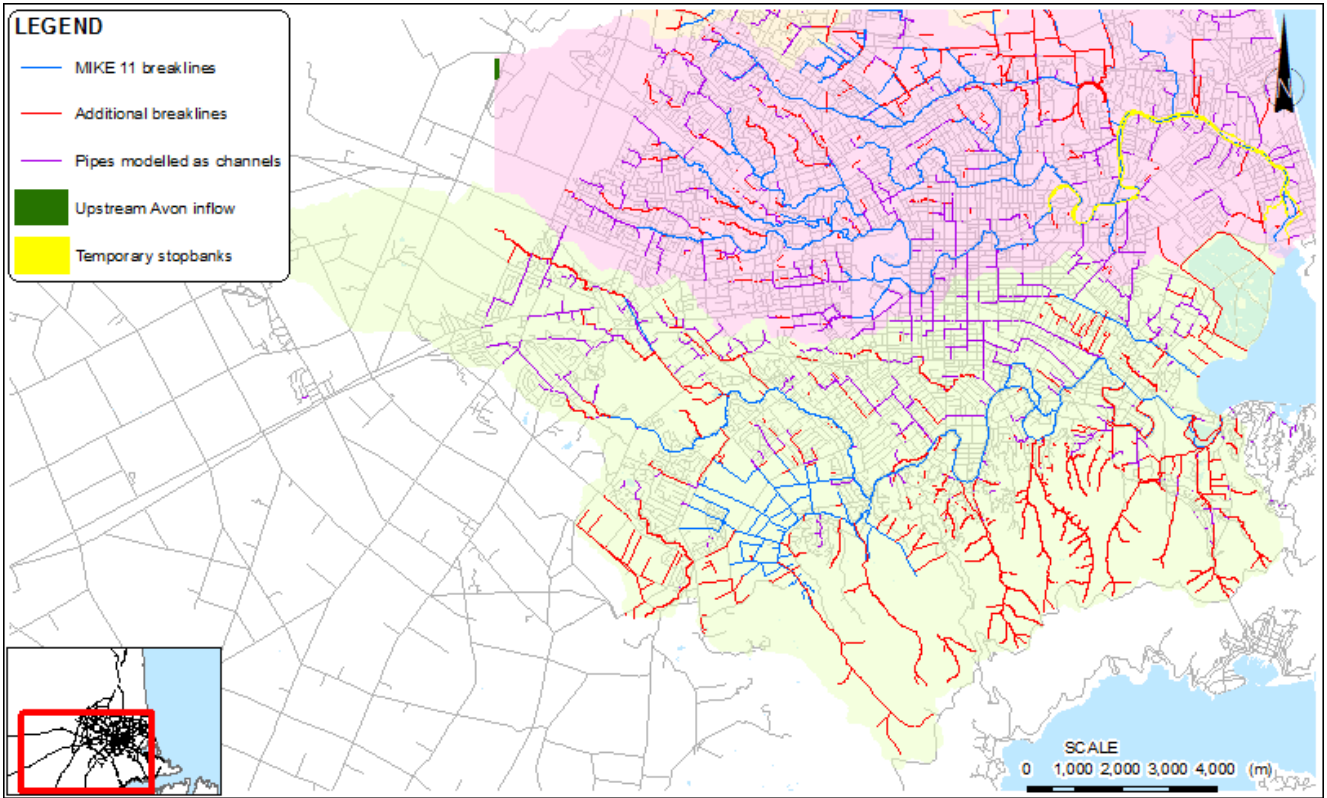 LEGEND
MIKE 11 breaklines
Additional breaklines
Pipes modelled as channels
Upstream Avon inflow
Temporary stopbanks
N
SCALE
0 1,000 2,000 3,000 4,000 (m)